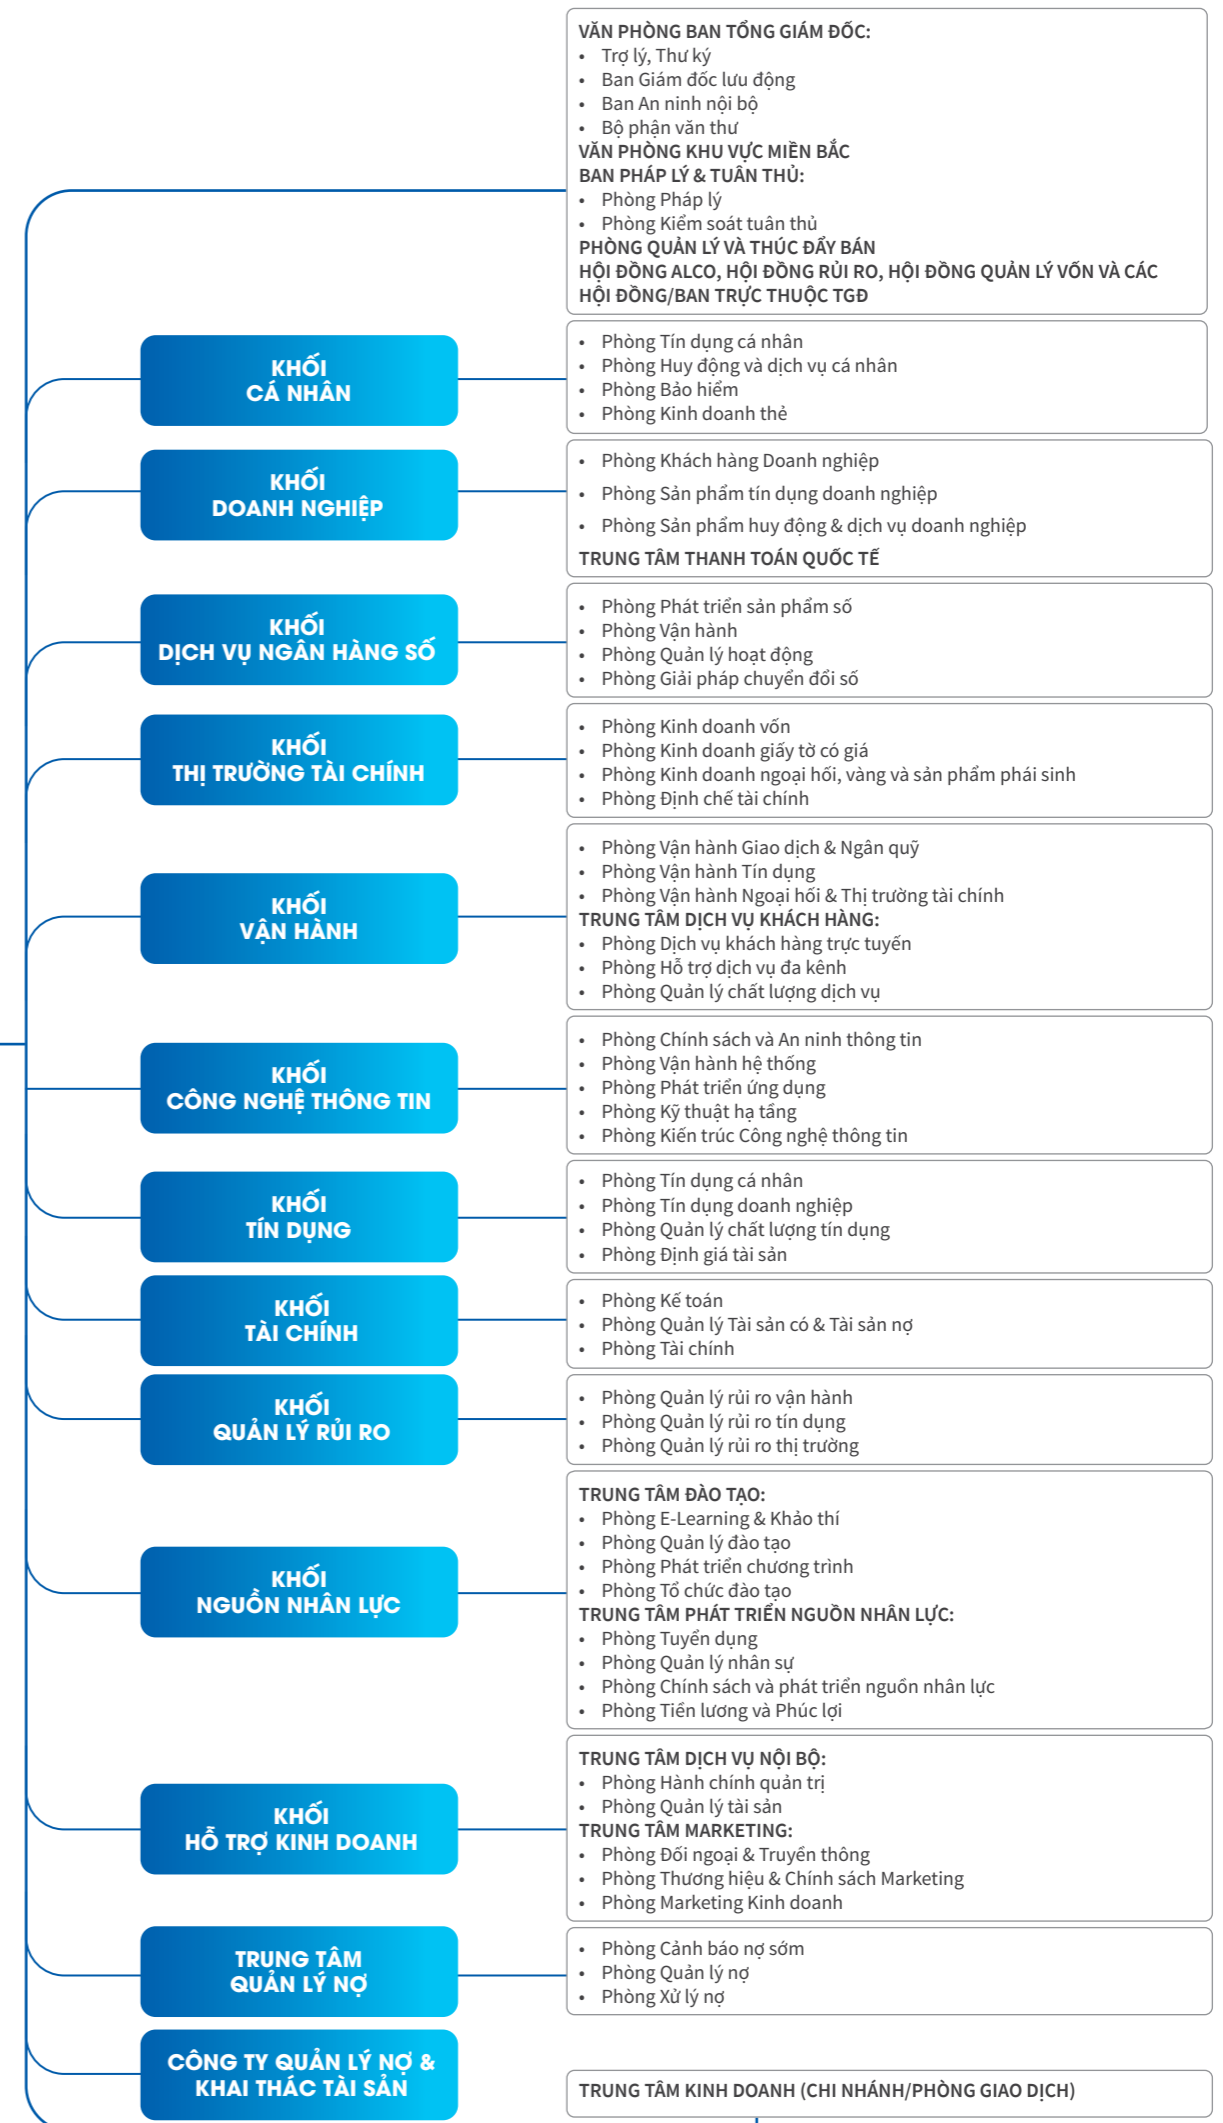 VĂN PHÒNG BAN TỔNG GIÁM ĐỐC:
• Trợ lý, Thư ký
• Ban Giám đốc lưu động
• Ban An ninh nội bộ
• Bộ phận văn thư
VĂN PHÒNG KHU VỰC MIỀN BẮC
BAN PHÁP LÝ & TUÂN THỦ:
• Phòng Pháp lý
• Phòng Kiểm soát tuân thủ
PHÒNG QUẢN LÝ VÀ THÚC ĐẨY BÁN
HỘI ĐỒNG ALCO, HỘI ĐỒNG RỦI RO, HỘI ĐỒNG QUẢN LÝ VỐN VÀ CÁC
HỘI ĐỒNG/BAN TRỰC THUỘC TGĐ
KHỐI
CÁ NHÂN
• Phòng Tín dụng cá nhân
• Phòng Huy động và dịch vụ cá nhân
• Phòng Bảo hiểm
• Phòng Kinh doanh thẻ
KHỐI
DOANH NGHIỆP
• Phòng Khách hàng Doanh nghiệp
• Phòng Sản phẩm tín dụng doanh nghiệp
• Phòng Sản phẩm huy động & dịch vụ doanh nghiệp
TRUNG TÂM THANH TOÁN QUỐC TẾ
KHỐI
DỊCH VỤ NGÂN HÀNG SỐ
• Phòng Phát triển sản phẩm số
• Phòng Vận hành
• Phòng Quản lý hoạt động
• Phòng Giải pháp chuyển đổi số
KHỐI
THỊ TRƯỜNG TÀI CHÍNH
• Phòng Kinh doanh vốn
• Phòng Kinh doanh giấy tờ có giá
• Phòng Kinh doanh ngoại hối, vàng và sản phẩm phái sinh
• Phòng Định chế tài chính
KHỐI
VẬN HÀNH
• Phòng Vận hành Giao dịch & Ngân quỹ
• Phòng Vận hành Tín dụng
• Phòng Vận hành Ngoại hối & Thị trường tài chính
TRUNG TÂM DỊCH VỤ KHÁCH HÀNG:
• Phòng Dịch vụ khách hàng trực tuyến
• Phòng Hỗ trợ dịch vụ đa kênh
• Phòng Quản lý chất lượng dịch vụ
KHỐI
CÔNG NGHỆ THÔNG TIN
• Phòng Chính sách và An ninh thông tin
• Phòng Vận hành hệ thống
• Phòng Phát triển ứng dụng
• Phòng Kỹ thuật hạ tầng
• Phòng Kiến trúc Công nghệ thông tin
KHỐI
TÍN DỤNG
• Phòng Tín dụng cá nhân
• Phòng Tín dụng doanh nghiệp
• Phòng Quản lý chất lượng tín dụng
• Phòng Định giá tài sản
KHỐI
TÀI CHÍNH
• Phòng Kế toán
• Phòng Quản lý Tài sản có & Tài sản nợ
• Phòng Tài chính
KHỐI
QUẢN LÝ RỦI RO
• Phòng Quản lý rủi ro vận hành
• Phòng Quản lý rủi ro tín dụng
• Phòng Quản lý rủi ro thị trường
KHỐI
NGUỒN NHÂN LỰC
TRUNG TÂM ĐÀO TẠO:
• Phòng E-Learning & Khảo thí
• Phòng Quản lý đào tạo
• Phòng Phát triển chương trình
• Phòng Tổ chức đào tạo
TRUNG TÂM PHÁT TRIỂN NGUỒN NHÂN LỰC:
• Phòng Tuyển dụng
• Phòng Quản lý nhân sự
• Phòng Chính sách và phát triển nguồn nhân lực
• Phòng Tiền lương và Phúc lợi
KHỐI
HỖ TRỢ KINH DOANH
TRUNG TÂM DỊCH VỤ NỘI BỘ:
• Phòng Hành chính quản trị
• Phòng Quản lý tài sản
TRUNG TÂM MARKETING:
• Phòng Đối ngoại & Truyền thông
• Phòng Thương hiệu & Chính sách Marketing
• Phòng Marketing Kinh doanh
TRUNG TÂM
QUẢN LÝ NỢ
• Phòng Cảnh báo nợ sớm
• Phòng Quản lý nợ
• Phòng Xử lý nợ
CÔNG TY QUẢN LÝ NỢ &
KHAI THÁC TÀI SẢN
TRUNG TÂM KINH DOANH (CHI NHÁNH/PHÒNG GIAO DỊCH)